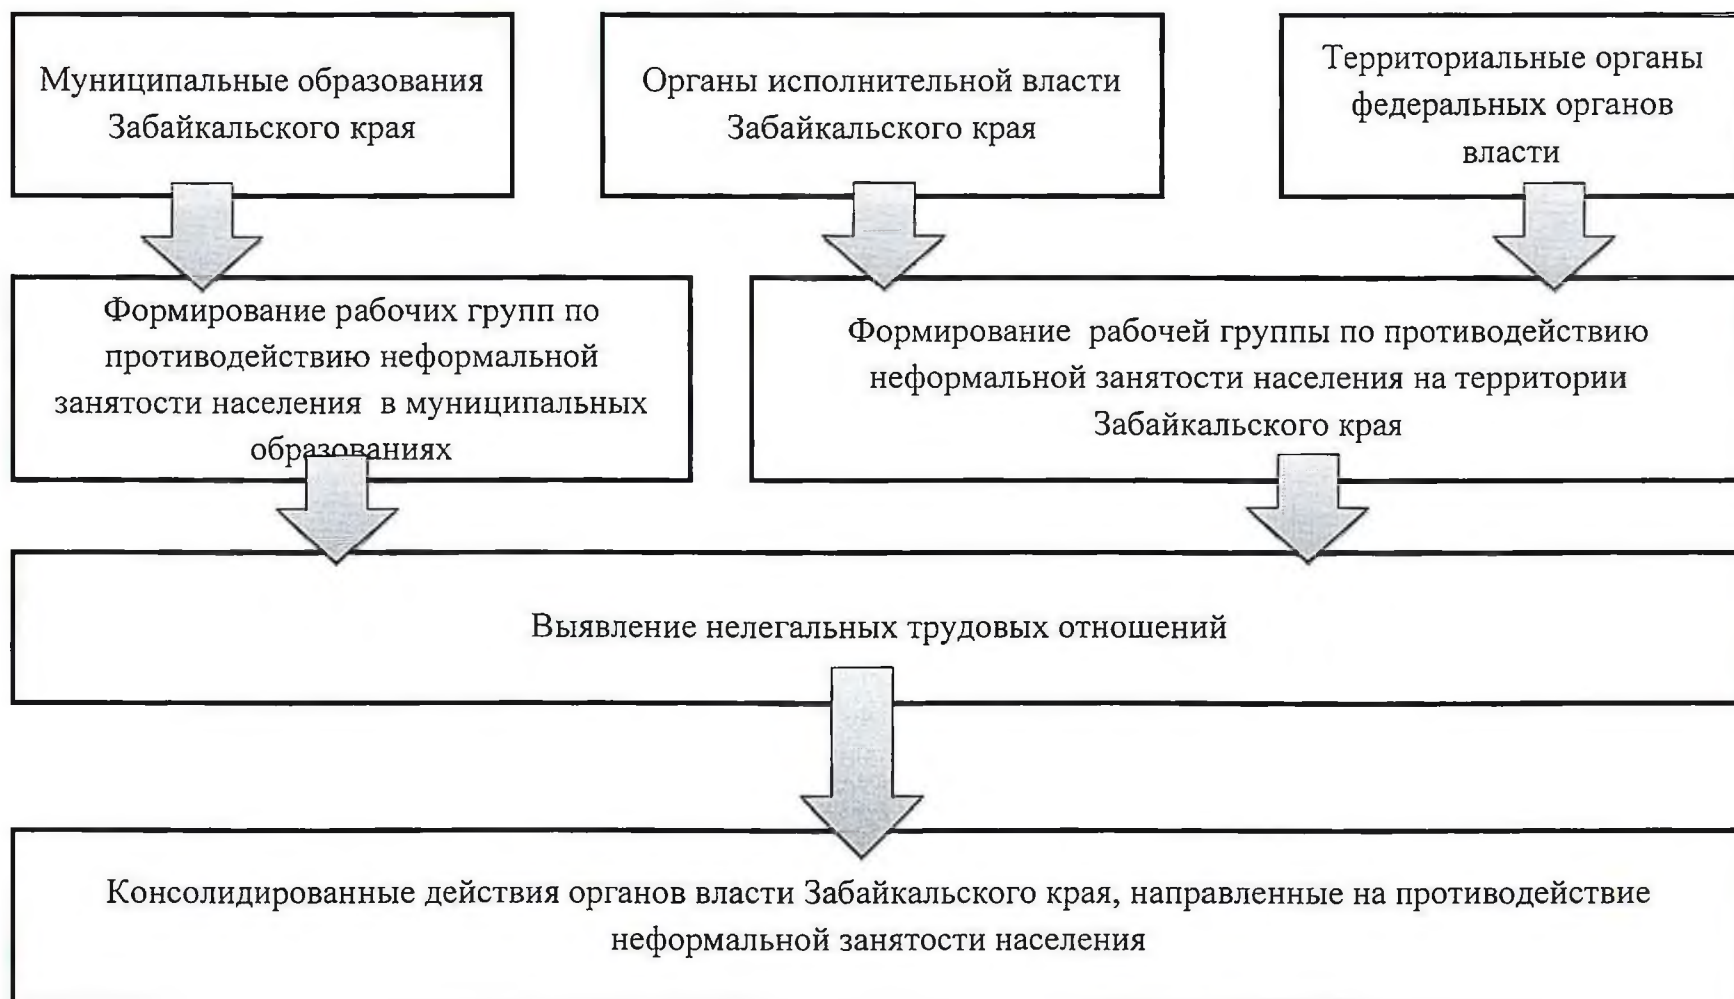 Муниципальные образования
Забайкальского края
Органы исполнительной власти
Забайкальского края
Территориальные органы
федеральных органов
власти
Формирование рабочих групп по
противодействию неформальной
занятости населения в муниципальных
образованиях
Формирование рабочей группы по противодействию
неформальной занятости населения на территории
Забайкальского края
Выявление нелегальных трудовых отношений
Консолидированные действия органов власти Забайкальского края, направленные на противодействие
неформальной занятости населения